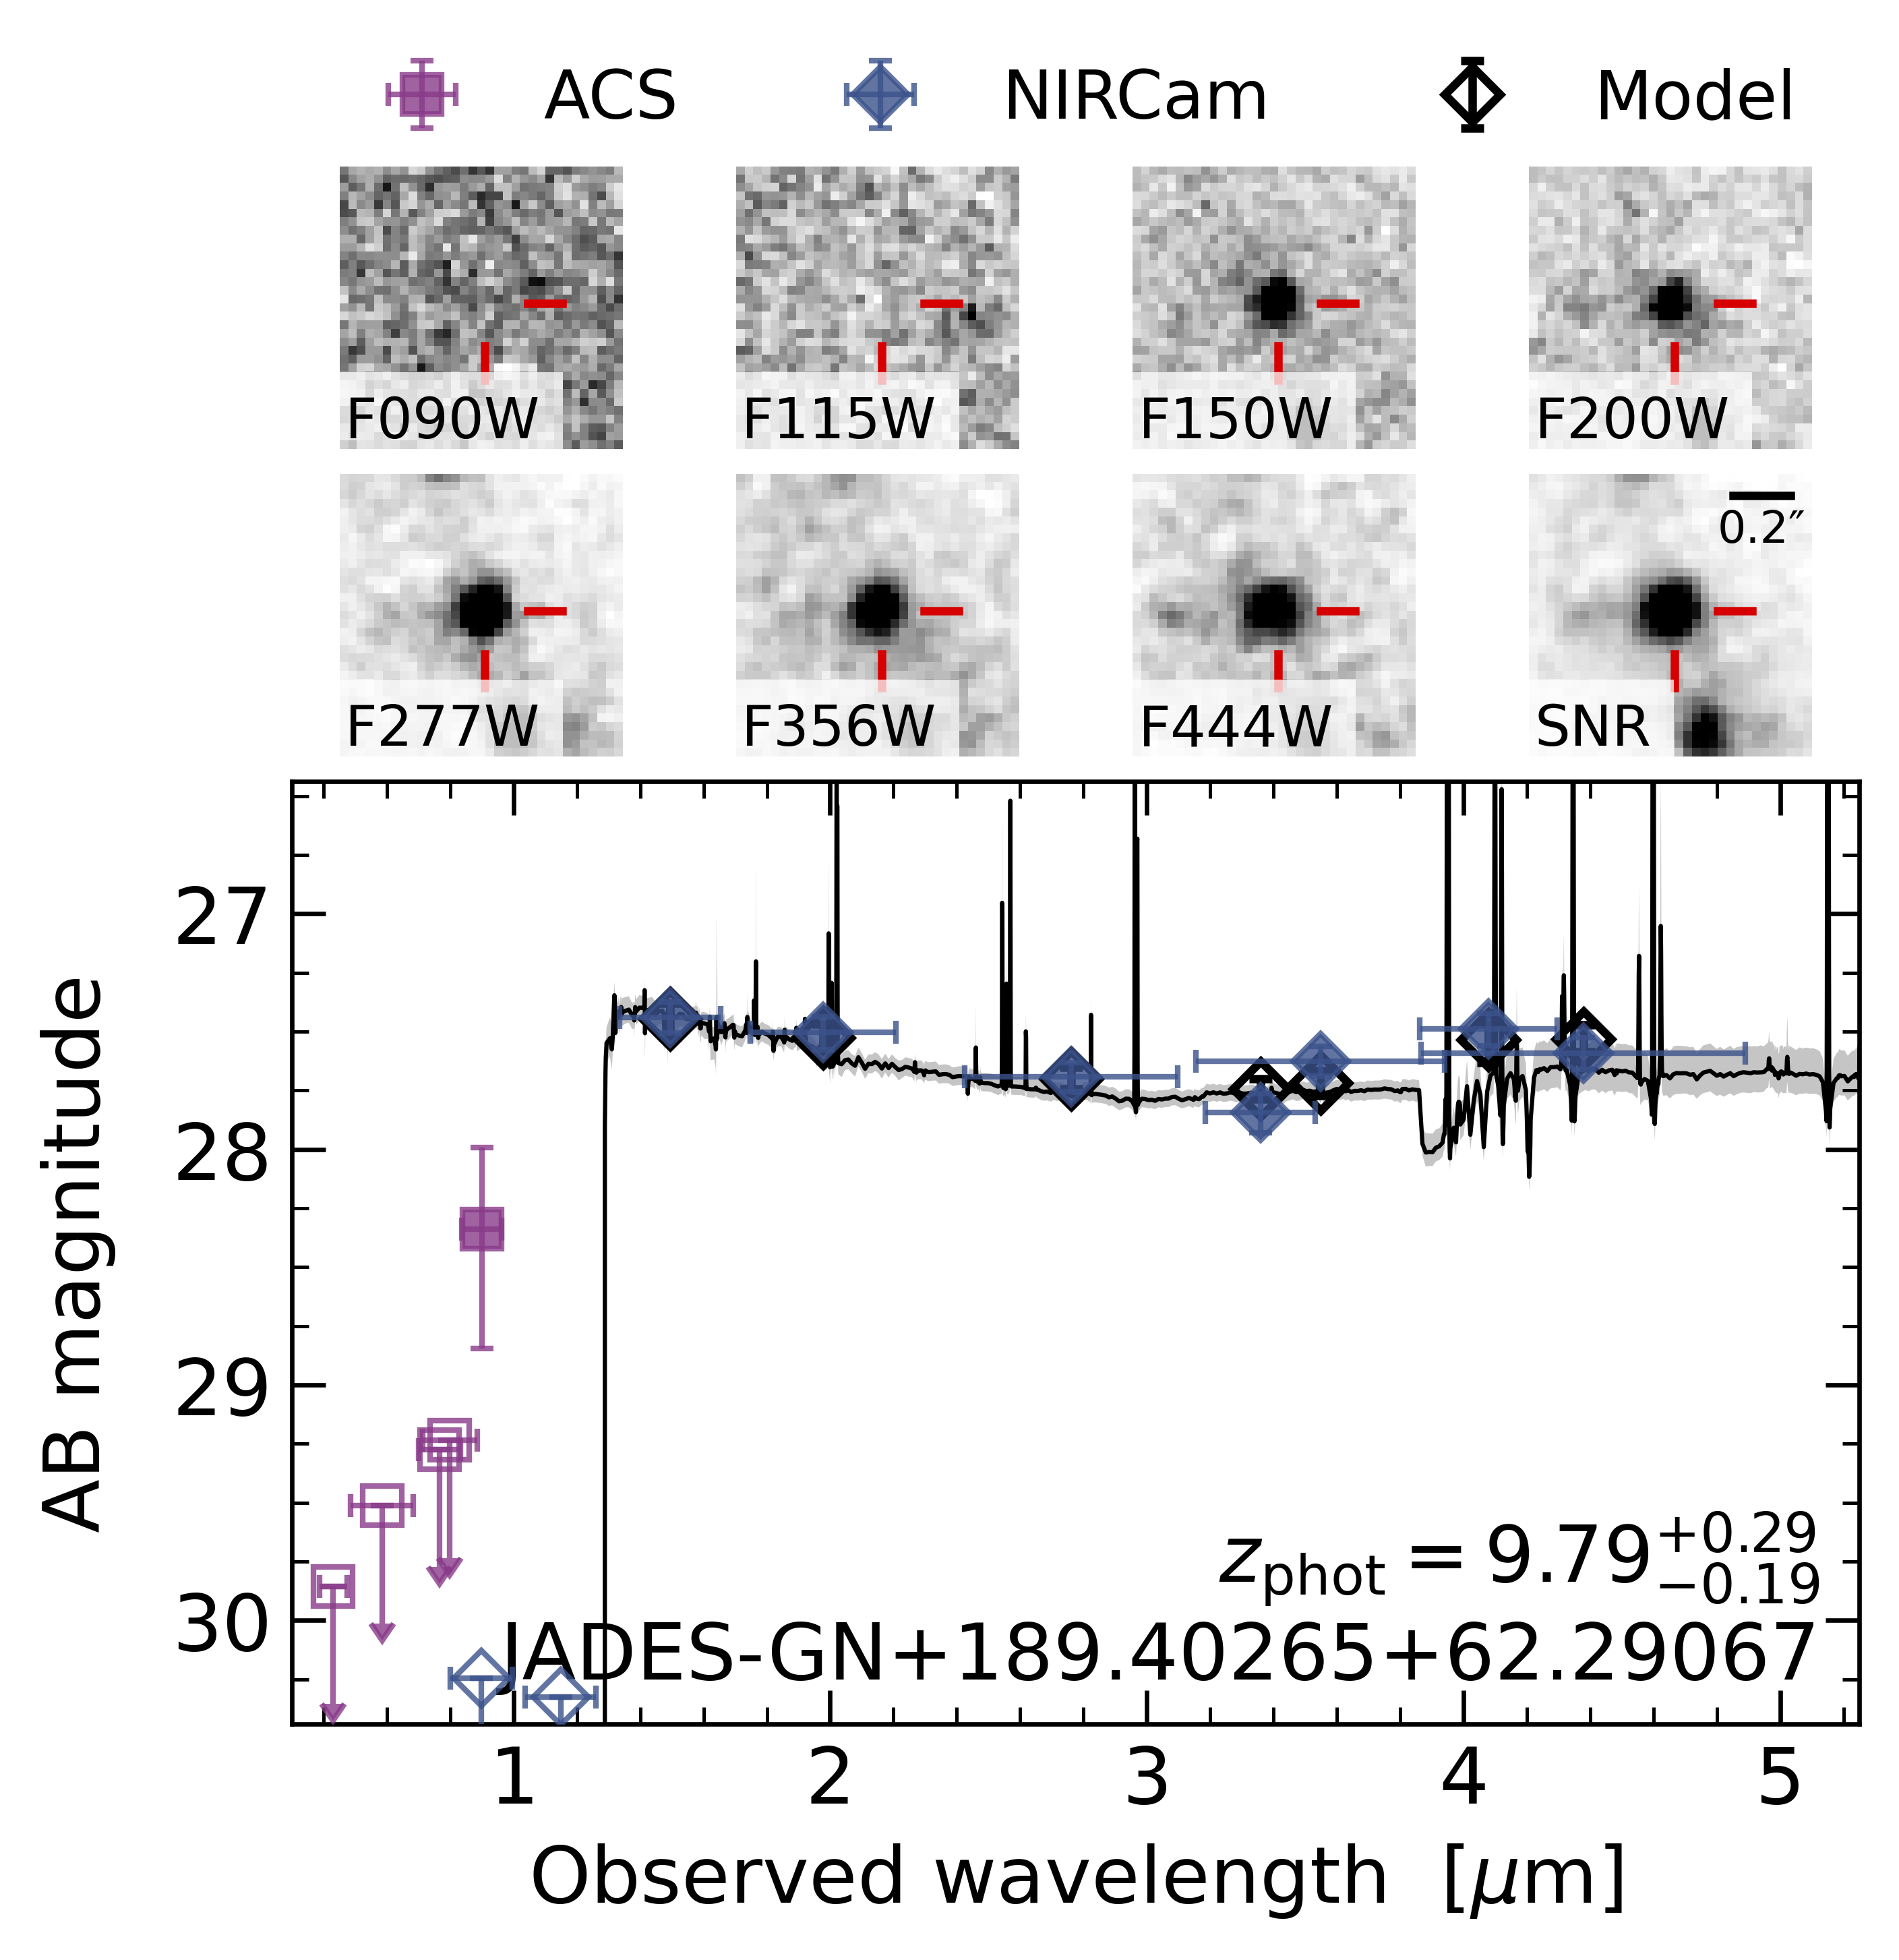 ACS NIRCam Model
F090W F115W F150W F200W
0.2″
F277W F356W F444W SNR
27
28
29
30
AB magnitude
z_phot = 9.79 +0.29 −0.19
JADES-GN+189.40265+62.29067
1 2 3 4 5
Observed wavelength [μm]